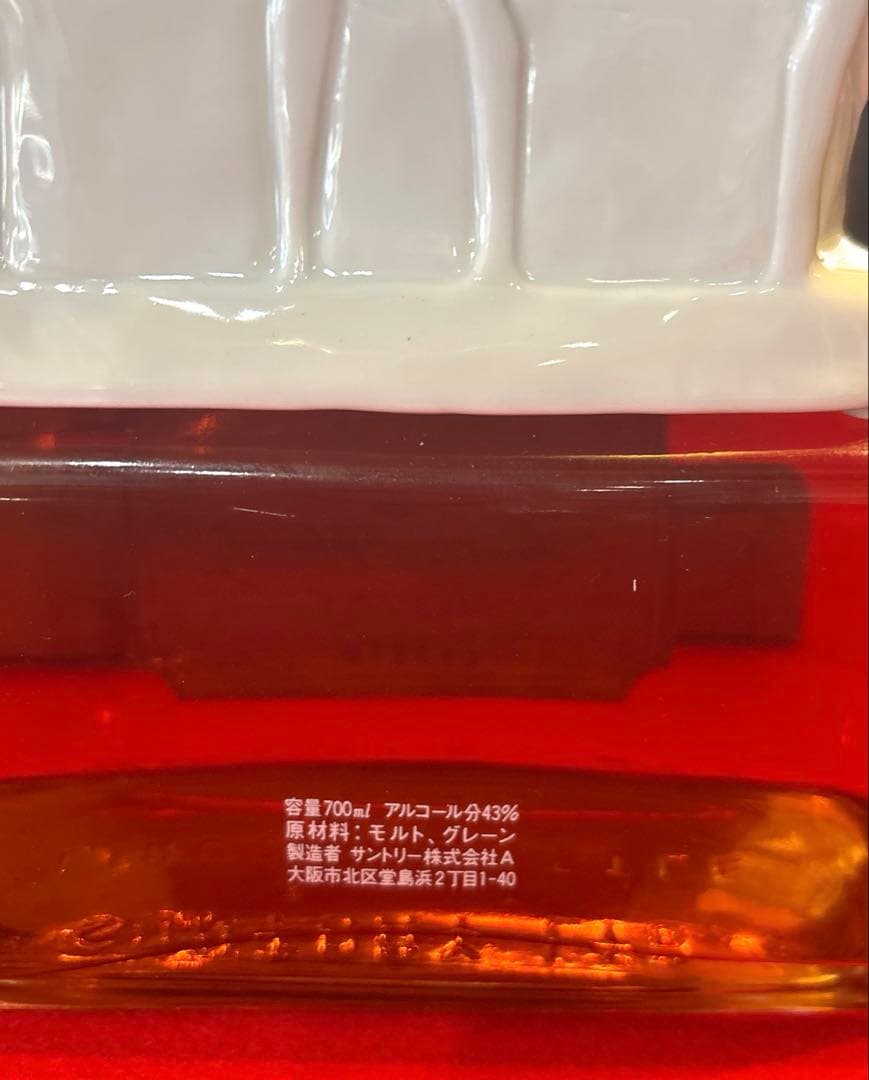 容量700ml アルコール分43%
原材料：モルト、グレーン
製造者 サントリー株式会社A
大阪市北区堂島浜2丁目1-40